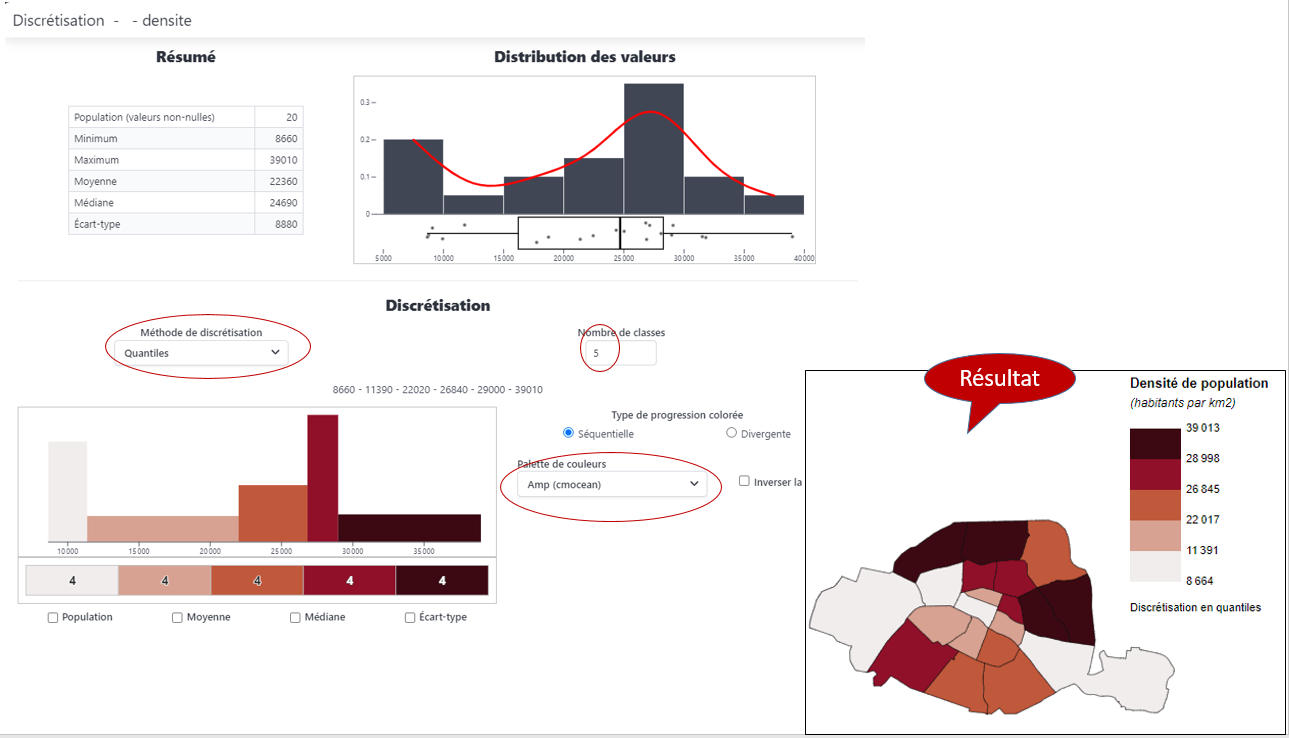 Discrétisation - - densite
Résumé
Population (valeurs non-nulles) 20
Minimum 8660
Maximum 39010
Moyenne 22360
Médiane 24690
Écart-type 8880
Distribution des valeurs
0.3
0.2
0.1
0
5000 10000 15000 20000 25000 30000 35000 40000
Discrétisation
Méthode de discrétisation
Quantiles
Nombre de classes
5
8660 - 11390 - 22020 - 26840 - 29000 - 39010
10000 15000 20000 25000 30000 35000
4 4 4 4 4
Population Moyenne Médiane Écart-type
Type de progression colorée
Séquentielle Divergente
Palette de couleurs
Amp (cmocean)
Inverser la
Résultat
Densité de population
(habitants par km2)
39 013
28 998
26 845
22 017
11 391
8 664
Discrétisation en quantiles